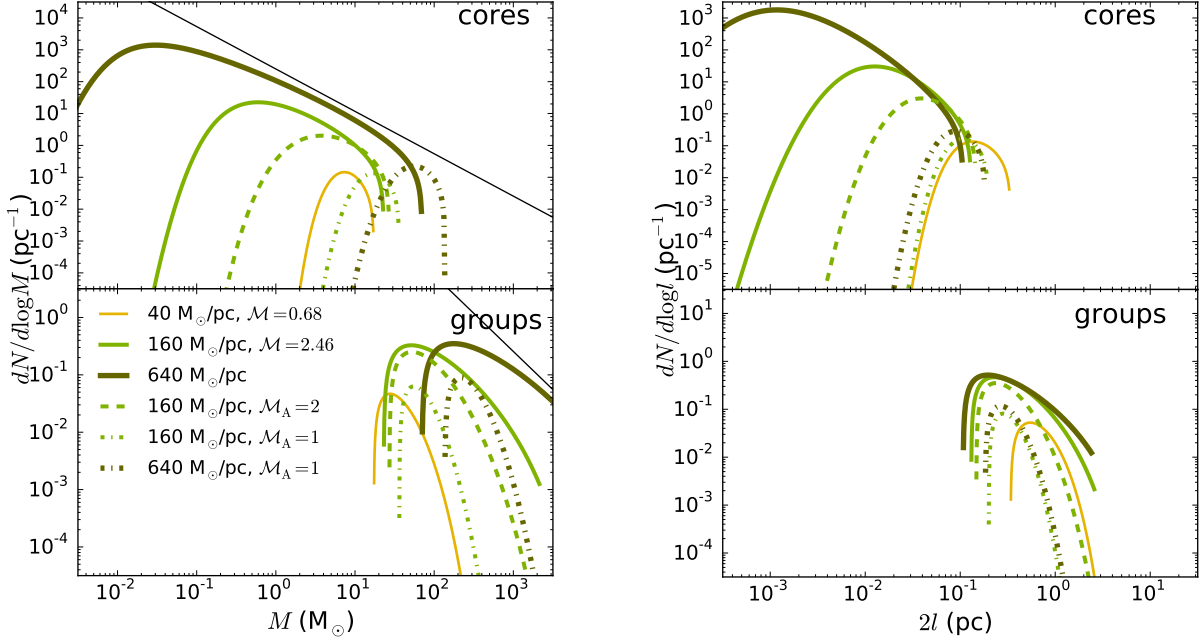 cores
10⁴
10³
10²
10¹
10⁰
10⁻¹
10⁻²
10⁻³
10⁻⁴
dN/dlogM (pc⁻¹)
groups
10⁰
10⁻¹
10⁻²
10⁻³
10⁻⁴
40 M⊙/pc, ℳ=0.68
160 M⊙/pc, ℳ=2.46
640 M⊙/pc
160 M⊙/pc, ℳ_A=2
160 M⊙/pc, ℳ_A=1
640 M⊙/pc, ℳ_A=1
10⁻² 10⁻¹ 10⁰ 10¹ 10² 10³
M (M⊙)
cores
10³
10²
10¹
10⁰
10⁻¹
10⁻²
10⁻³
10⁻⁴
10⁻⁵
dN/dlogl (pc⁻¹)
groups
10¹
10⁰
10⁻¹
10⁻²
10⁻³
10⁻⁴
10⁻³ 10⁻² 10⁻¹ 10⁰ 10¹
2l (pc)